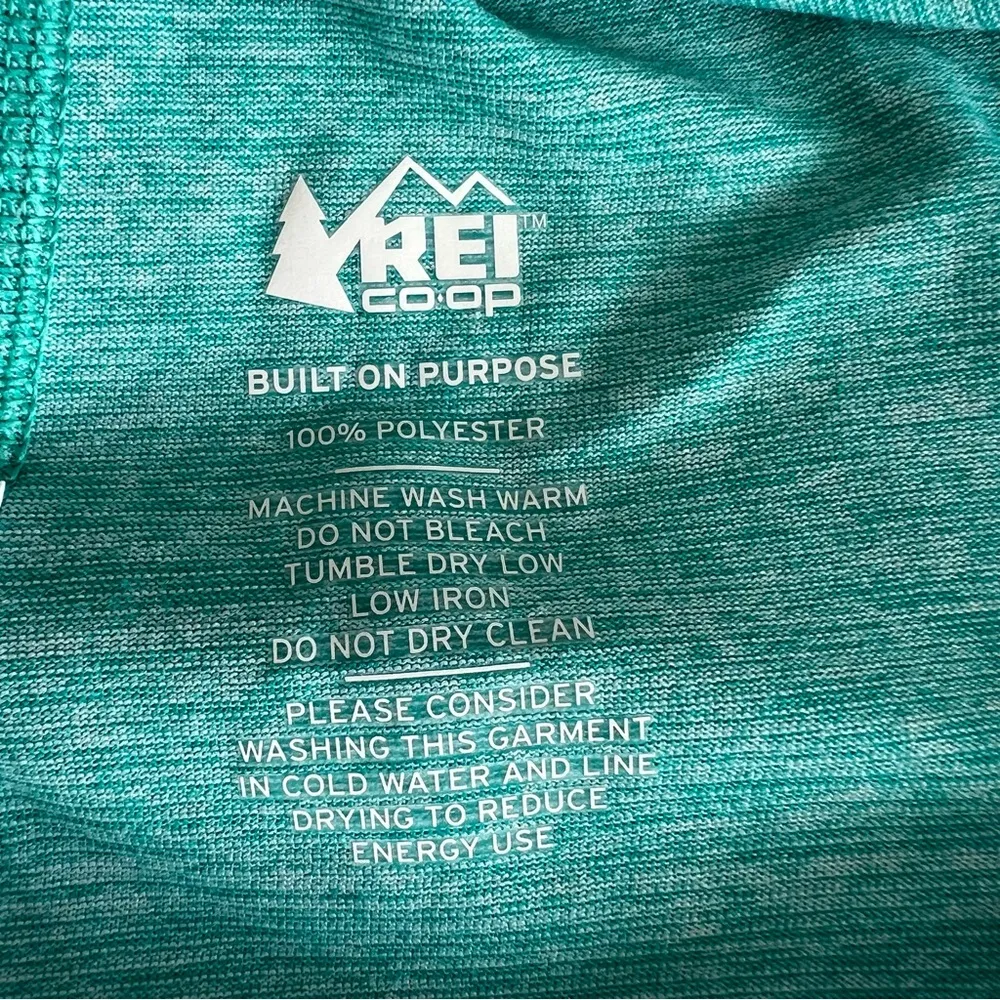 REI™
CO·OP
BUILT ON PURPOSE
100% POLYESTER
MACHINE WASH WARM
DO NOT BLEACH
TUMBLE DRY LOW
LOW IRON
DO NOT DRY CLEAN
PLEASE CONSIDER
WASHING THIS GARMENT
IN COLD WATER AND LINE
DRYING TO REDUCE
ENERGY USE